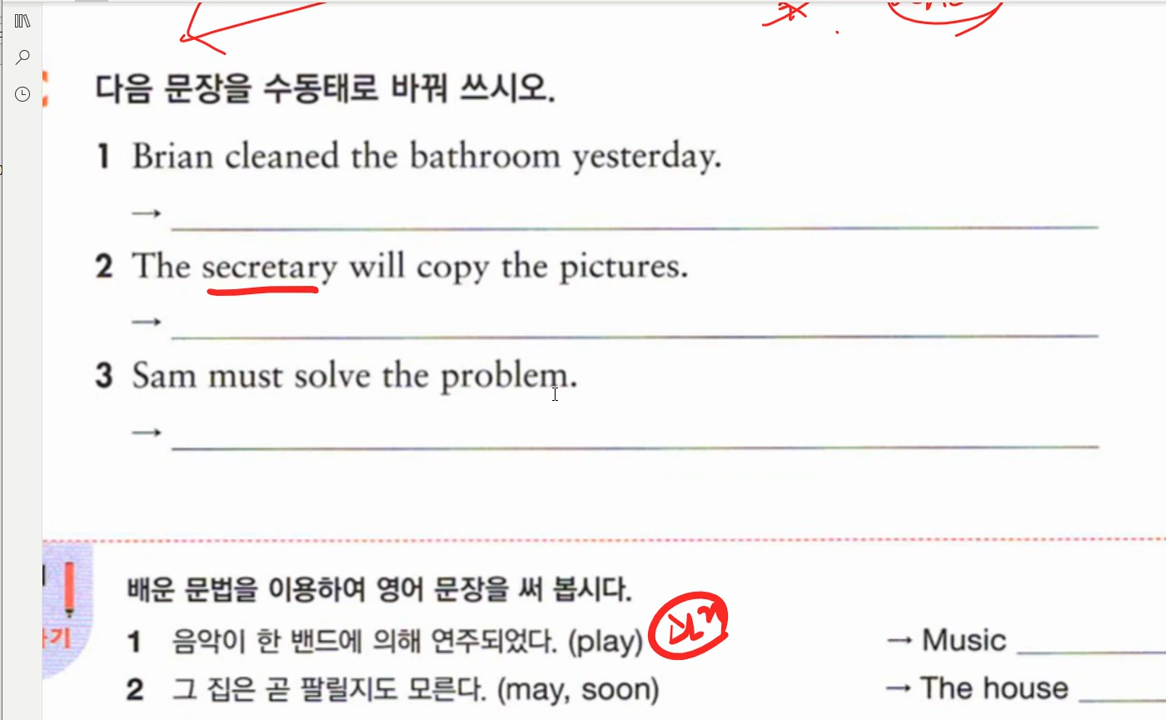 다음 문장을 수동태로 바꿔 쓰시오.
1 Brian cleaned the bathroom yesterday.
→
2 The secretary will copy the pictures.
→
3 Sam must solve the problem.
→
배운 문법을 이용하여 영어 문장을 써 봅시다.
1 음악이 한 밴드에 의해 연주되었다. (play) → Music
2 그 집은 곧 팔릴지도 모른다. (may, soon) → The house